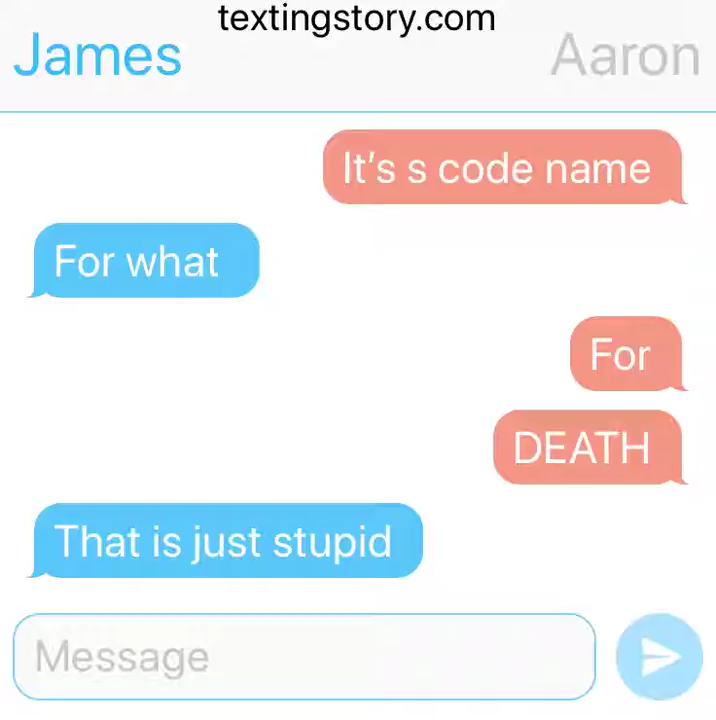 textingstory.com
James
Aaron
It's s code name
For what
For
DEATH
That is just stupid
Message